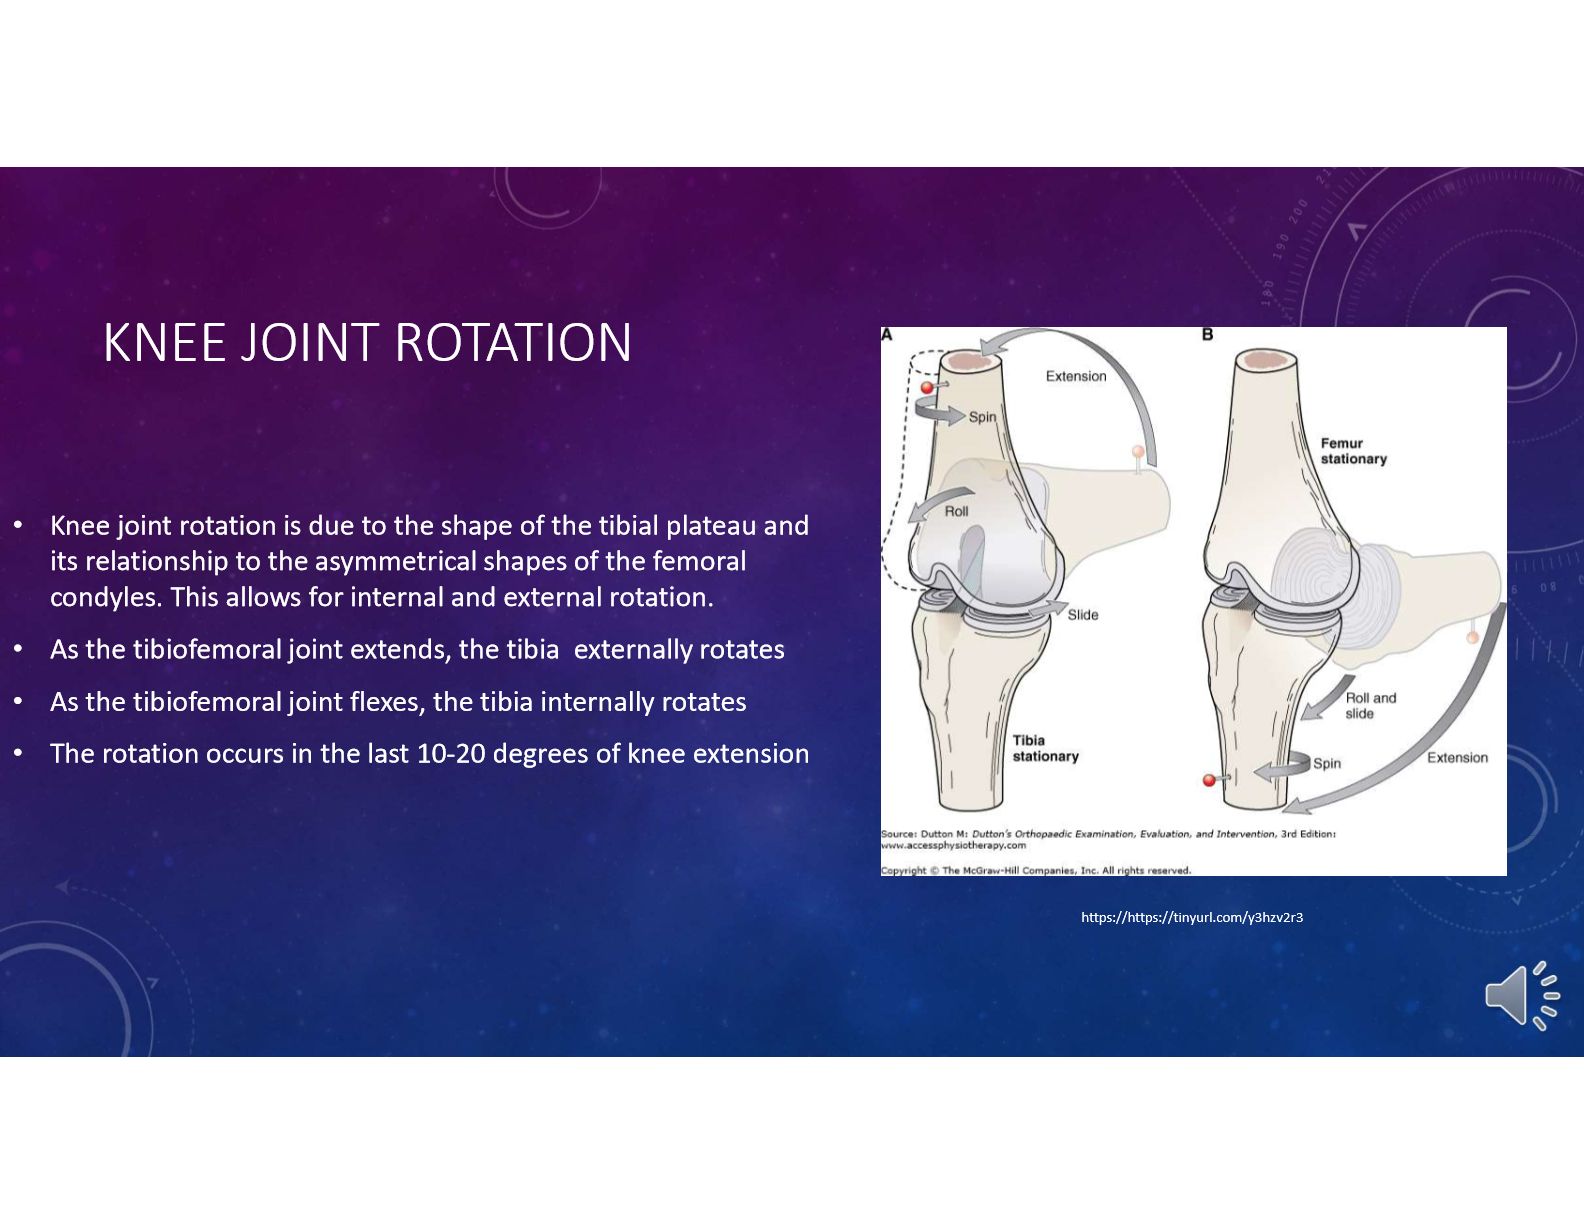 KNEE JOINT ROTATION
• Knee joint rotation is due to the shape of the tibial plateau and
its relationship to the asymmetrical shapes of the femoral
condyles. This allows for internal and external rotation.
• As the tibiofemoral joint extends, the tibia  externally rotates
• As the tibiofemoral joint flexes, the tibia internally rotates
• The rotation occurs in the last 10-20 degrees of knee extension
A
Extension
Spin
Roll
Slide
Tibia
stationary
B
Femur
stationary
Roll and
slide
Spin
Extension
Source: Dutton M: Dutton's Orthopaedic Examination, Evaluation, and Intervention, 3rd Edition:
www.accessphysiotherapy.com
Copyright © The McGraw-Hill Companies, Inc. All rights reserved.
https://https://tinyurl.com/y3hzv2r3
180 190 200